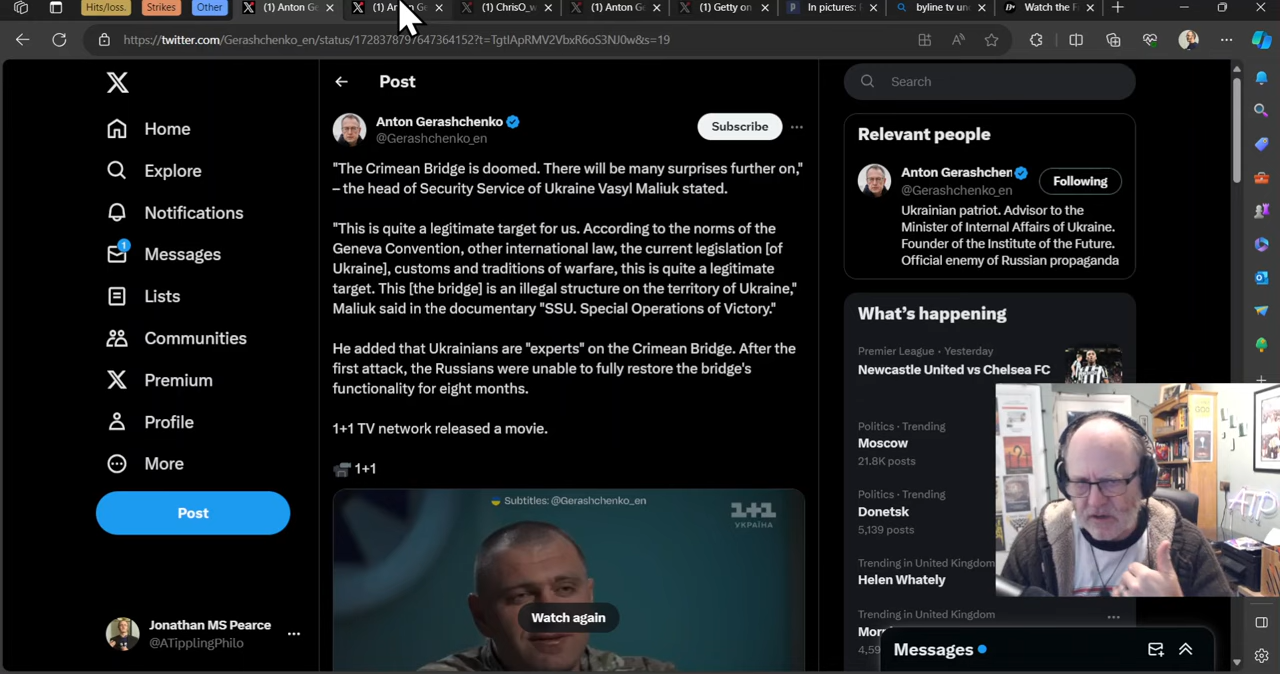 Hits/loss.
Strikes
Other
(1) Anton Ge
(1) An
(1) ChrisO_w
(1) Anton Ge
(1) Getty on
In pictures:
byline tv un
Watch the F
https://twitter.com/Gerashchenko_en/status/1728378797647364152?t=TgtIApRMV2VbxR6oS3NJ0w&s=19
Home
Explore
Notifications
1
Messages
Lists
Communities
Premium
Profile
More
Post
Jonathan MS Pearce
@ATipplingPhilo
Post
Anton Gerashchenko
@Gerashchenko_en
Subscribe
"The Crimean Bridge is doomed. There will be many surprises further on,"
– the head of Security Service of Ukraine Vasyl Maliuk stated.
"This is quite a legitimate target for us. According to the norms of the
Geneva Convention, other international law, the current legislation [of
Ukraine], customs and traditions of warfare, this is quite a legitimate
target. This [the bridge] is an illegal structure on the territory of Ukraine,"
Maliuk said in the documentary "SSU. Special Operations of Victory."
He added that Ukrainians are "experts" on the Crimean Bridge. After the
first attack, the Russians were unable to fully restore the bridge's
functionality for eight months.
1+1 TV network released a movie.
1+1
Subtitles: @Gerashchenko_en
1+1
УКРАЇНА
Watch again
Search
Relevant people
Anton Gerashchen
@Gerashchenko_en
Following
Ukrainian patriot. Advisor to the
Minister of Internal Affairs of Ukraine.
Founder of the Institute of the Future.
Official enemy of Russian propaganda
What's happening
Premier League · Yesterday
Newcastle United vs Chelsea FC
Politics · Trending
Moscow
21.8K posts
Politics · Trending
Donetsk
5,139 posts
Trending in United Kingdom
Helen Whately
Trending in United Kingdom
Messages
ATP